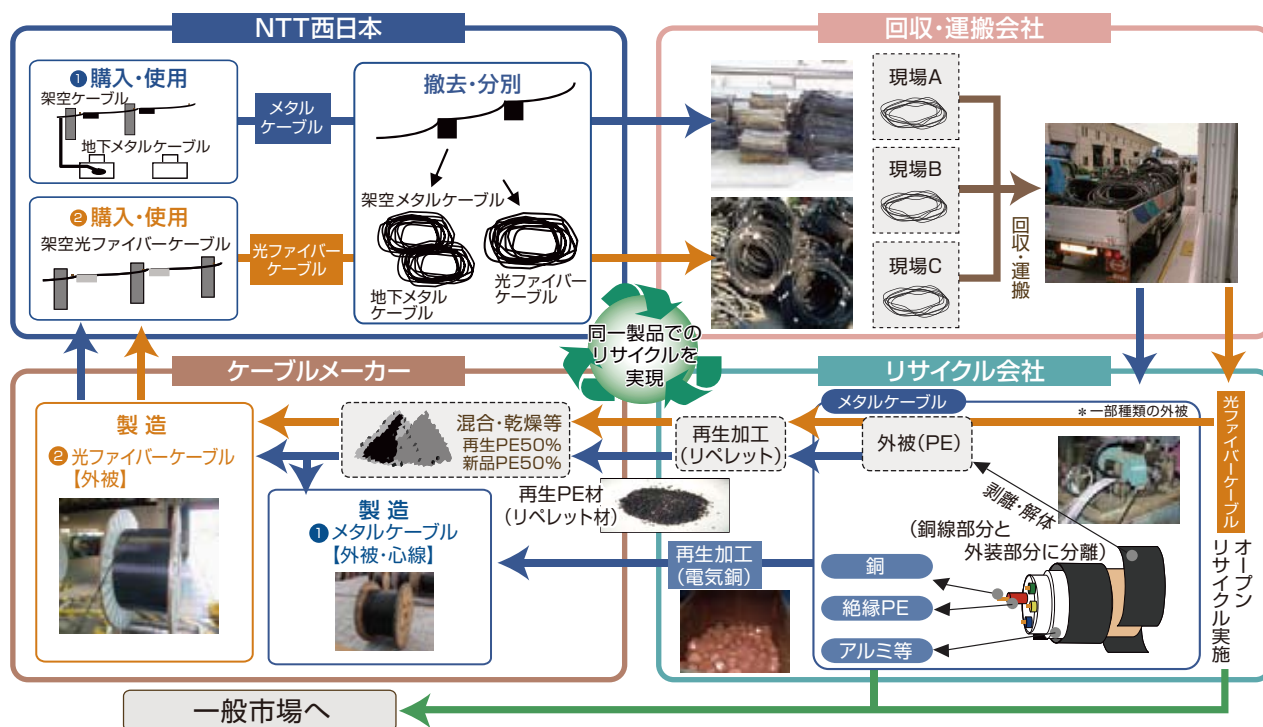 NTT西日本
❶購入・使用
架空ケーブル
地下メタルケーブル
メタル
ケーブル
❷購入・使用
架空光ファイバーケーブル
光ファイバー
ケーブル
撤去・分別
架空メタルケーブル
地下メタル
ケーブル
光ファイバー
ケーブル
回収・運搬会社
現場A
現場B
現場C
回収・運搬
同一製品での
リサイクルを
実現
ケーブルメーカー
製造
❷光ファイバーケーブル
【外被】
混合・乾燥等
再生PE50%
新品PE50%
製造
❶メタルケーブル
【外被・心線】
リサイクル会社
メタルケーブル
＊一部種類の外被
再生加工
(リペレット)
外被(PE)
再生PE材
(リペレット材)
剥離・解体
(銅線部分と
外装部分に分離)
再生加工
(電気銅)
銅
絶縁PE
アルミ等
光ファイバーケーブル
オープン
リサイクル実施
一般市場へ